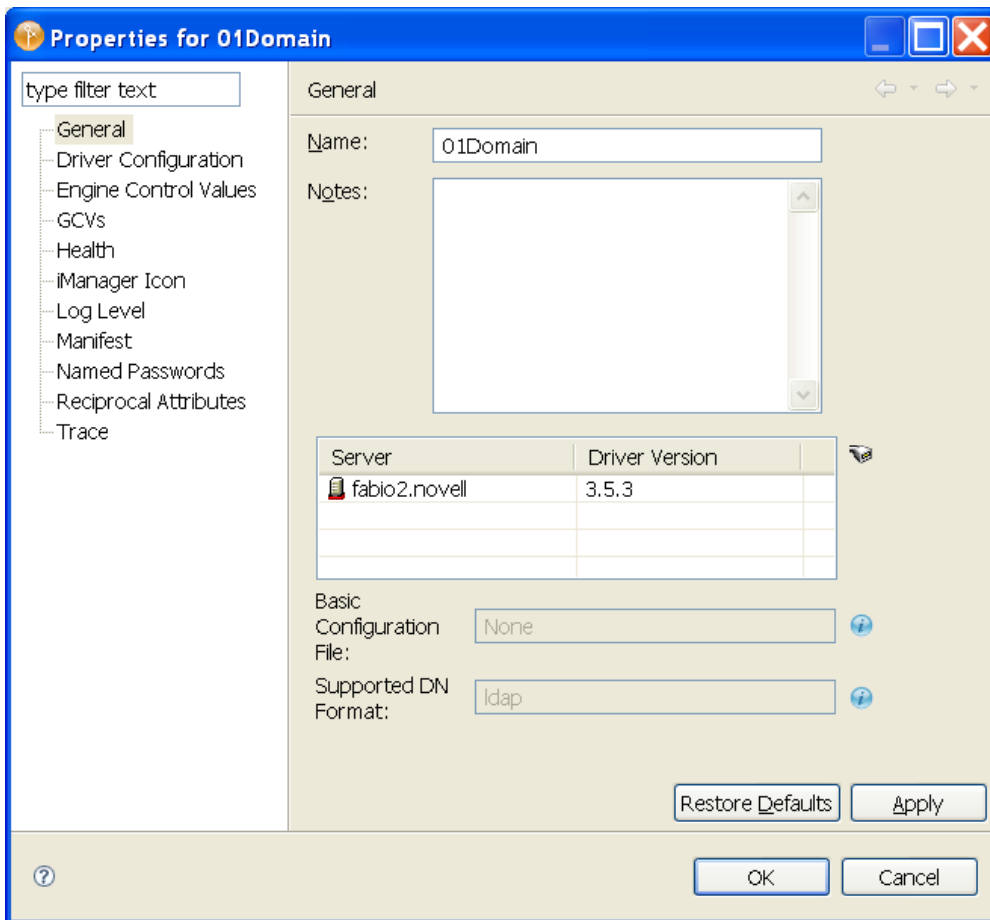 Properties for 01Domain
type filter text
General
Driver Configuration
Engine Control Values
GCVs
Health
iManager Icon
Log Level
Manifest
Named Passwords
Reciprocal Attributes
Trace
General
Name: 01Domain
Notes:
Server Driver Version
fabio2.novell 3.5.3
Basic
Configuration None
File:
Supported DN
Format: ldap
Restore Defaults Apply
OK Cancel